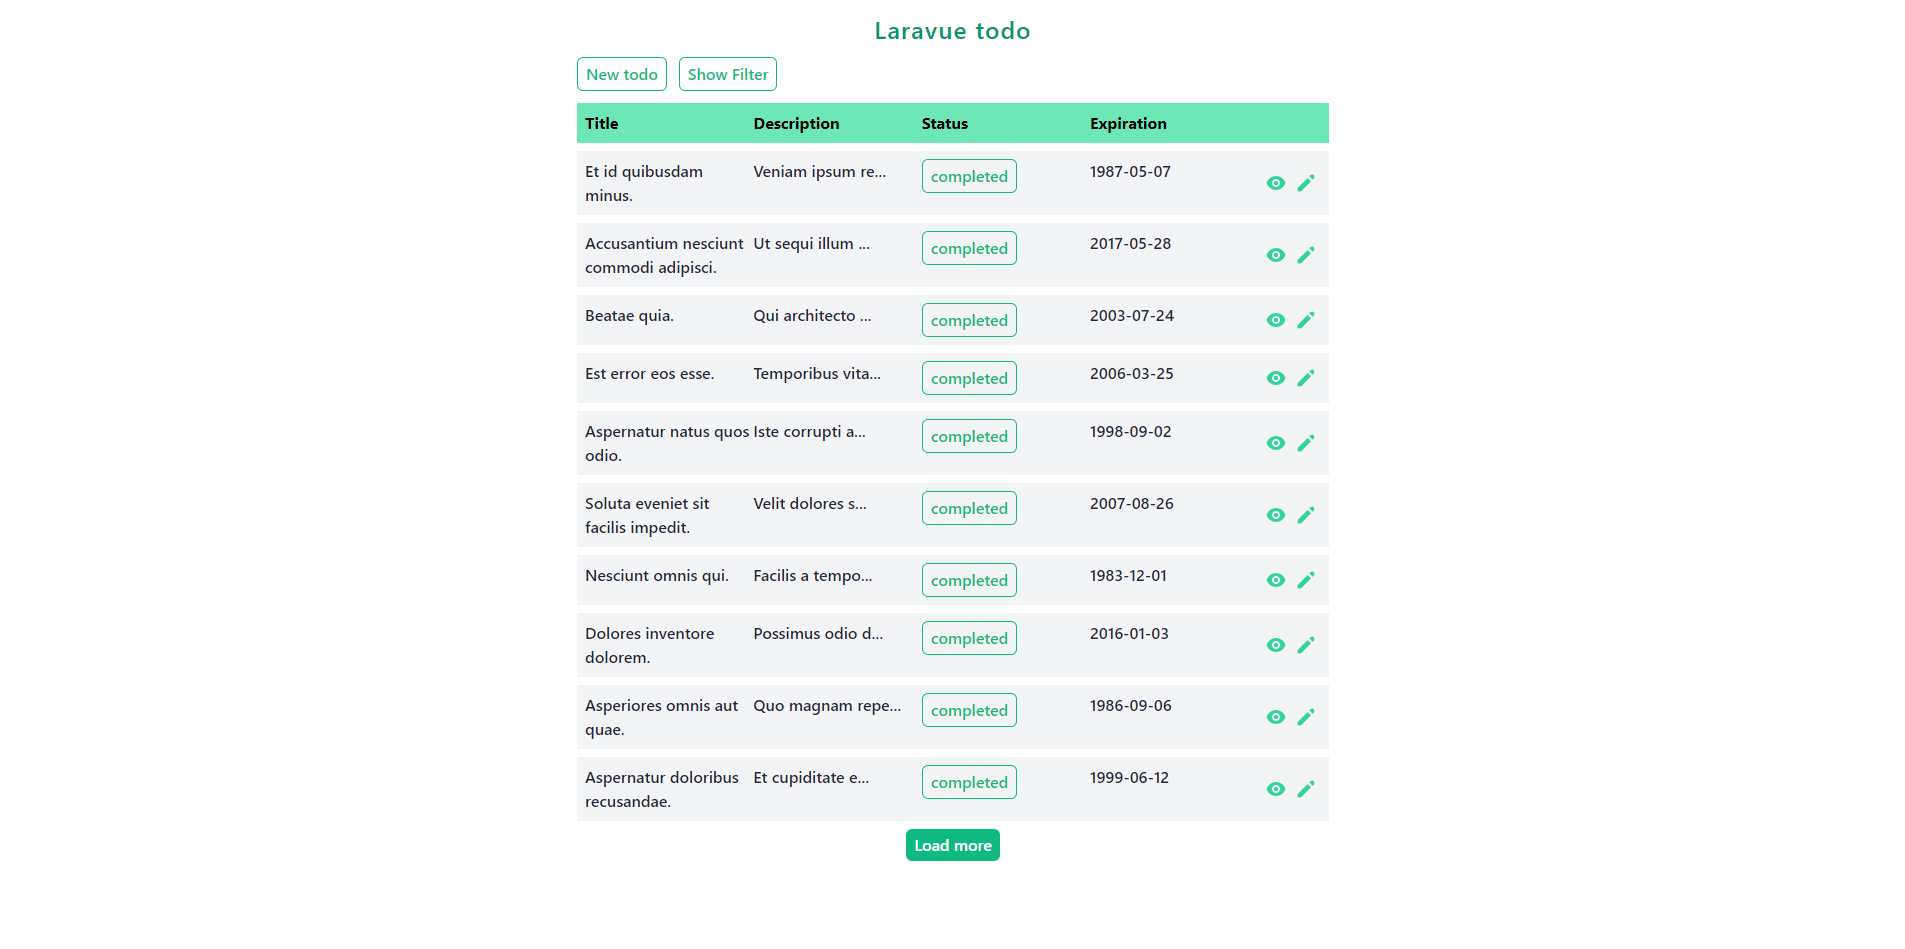 Laravue todo
New todo Show Filter
Title Description Status Expiration
Et id quibusdam Veniam ipsum re... completed 1987-05-07
minus.
Accusantium nesciunt Ut sequi illum ... completed 2017-05-28
commodi adipisci.
Beatae quia. Qui architecto ... completed 2003-07-24
Est error eos esse. Temporibus vita... completed 2006-03-25
Aspernatur natus quos Iste corrupti a... completed 1998-09-02
odio.
Soluta eveniet sit Velit dolores s... completed 2007-08-26
facilis impedit.
Nesciunt omnis qui. Facilis a tempo... completed 1983-12-01
Dolores inventore Possimus odio d... completed 2016-01-03
dolorem.
Asperiores omnis aut Quo magnam repe... completed 1986-09-06
quae.
Aspernatur doloribus Et cupiditate e... completed 1999-06-12
recusandae.
Load more